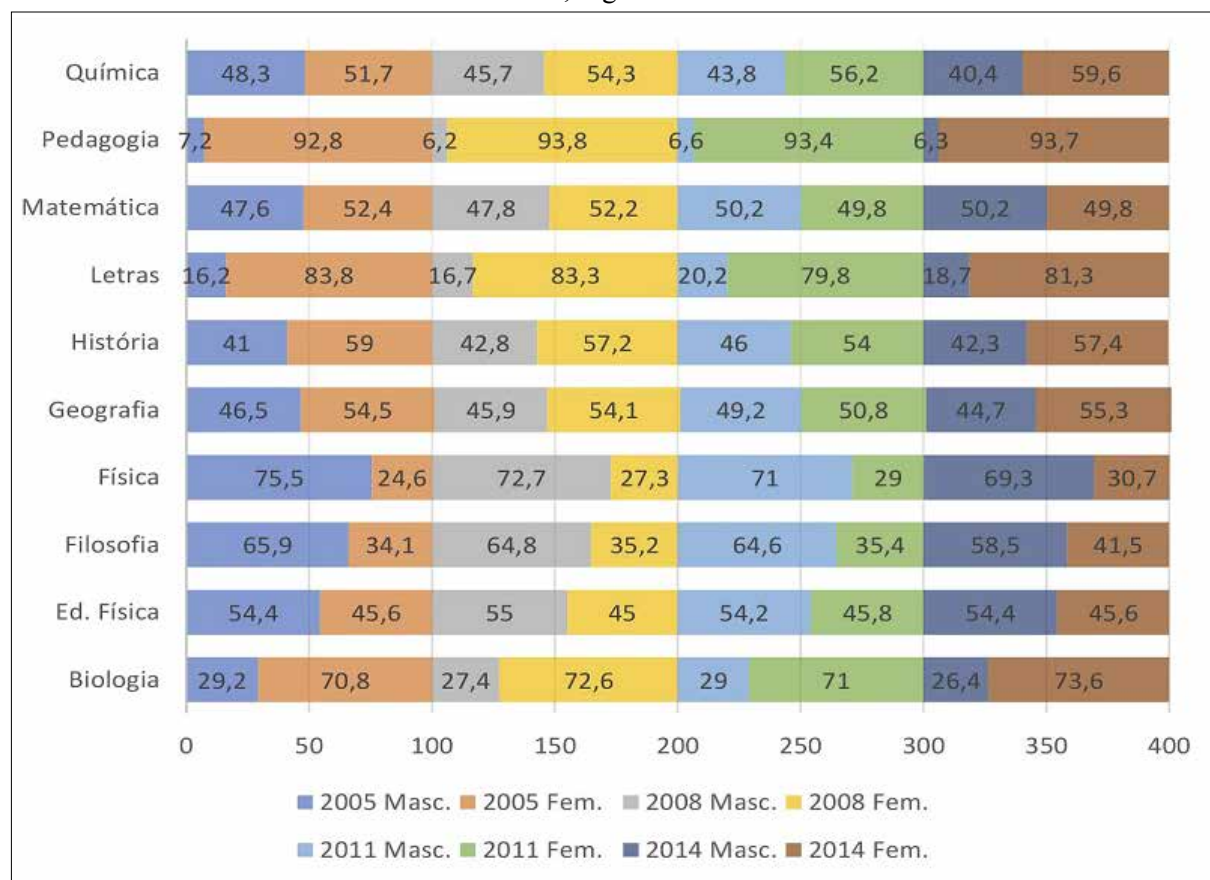 Química 48,3 51,7 45,7 54,3 43,8 56,2 40,4 59,6
Pedagogia 7,2 92,8 6,2 93,8 6,6 93,4 6,3 93,7
Matemática 47,6 52,4 47,8 52,2 50,2 49,8 50,2 49,8
Letras 16,2 83,8 16,7 83,3 20,2 79,8 18,7 81,3
História 41 59 42,8 57,2 46 54 42,3 57,4
Geografia 46,5 54,5 45,9 54,1 49,2 50,8 44,7 55,3
Física 75,5 24,6 72,7 27,3 71 29 69,3 30,7
Filosofia 65,9 34,1 64,8 35,2 64,6 35,4 58,5 41,5
Ed. Física 54,4 45,6 55 45 54,2 45,8 54,4 45,6
Biologia 29,2 70,8 27,4 72,6 29 71 26,4 73,6
0 50 100 150 200 250 300 350 400
2005 Masc. 2005 Fem. 2008 Masc. 2008 Fem.
2011 Masc. 2011 Fem. 2014 Masc. 2014 Fem.